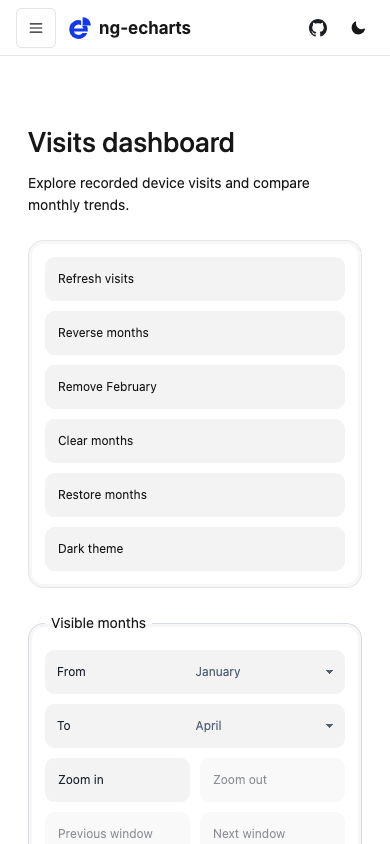 ng-echarts
Visits dashboard
Explore recorded device visits and compare
monthly trends.
Refresh visits
Reverse months
Remove February
Clear months
Restore months
Dark theme
Visible months
From January
To April
Zoom in Zoom out
Previous window Next window